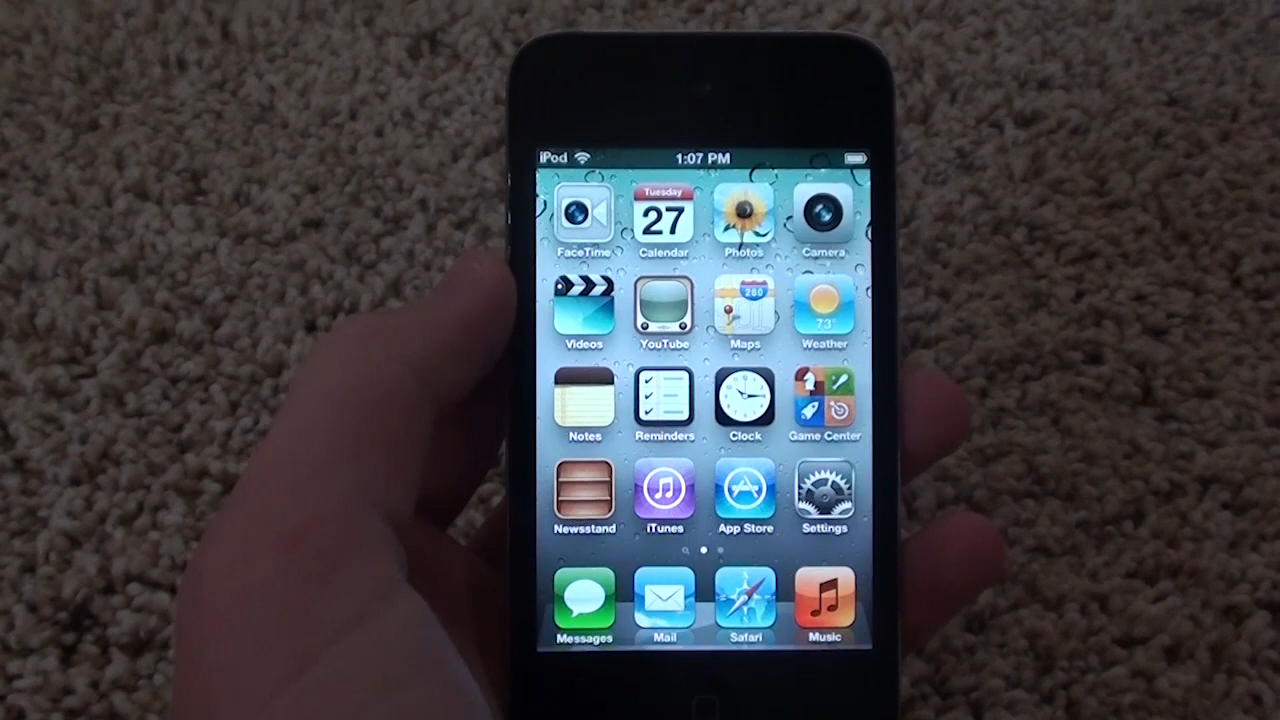 iPod 1:07 PM
Tuesday
27
FaceTime Calendar Photos Camera
280
73°
Videos YouTube Maps Weather
Notes Reminders Clock Game Center
Newsstand iTunes App Store Settings
Messages Mail Safari Music